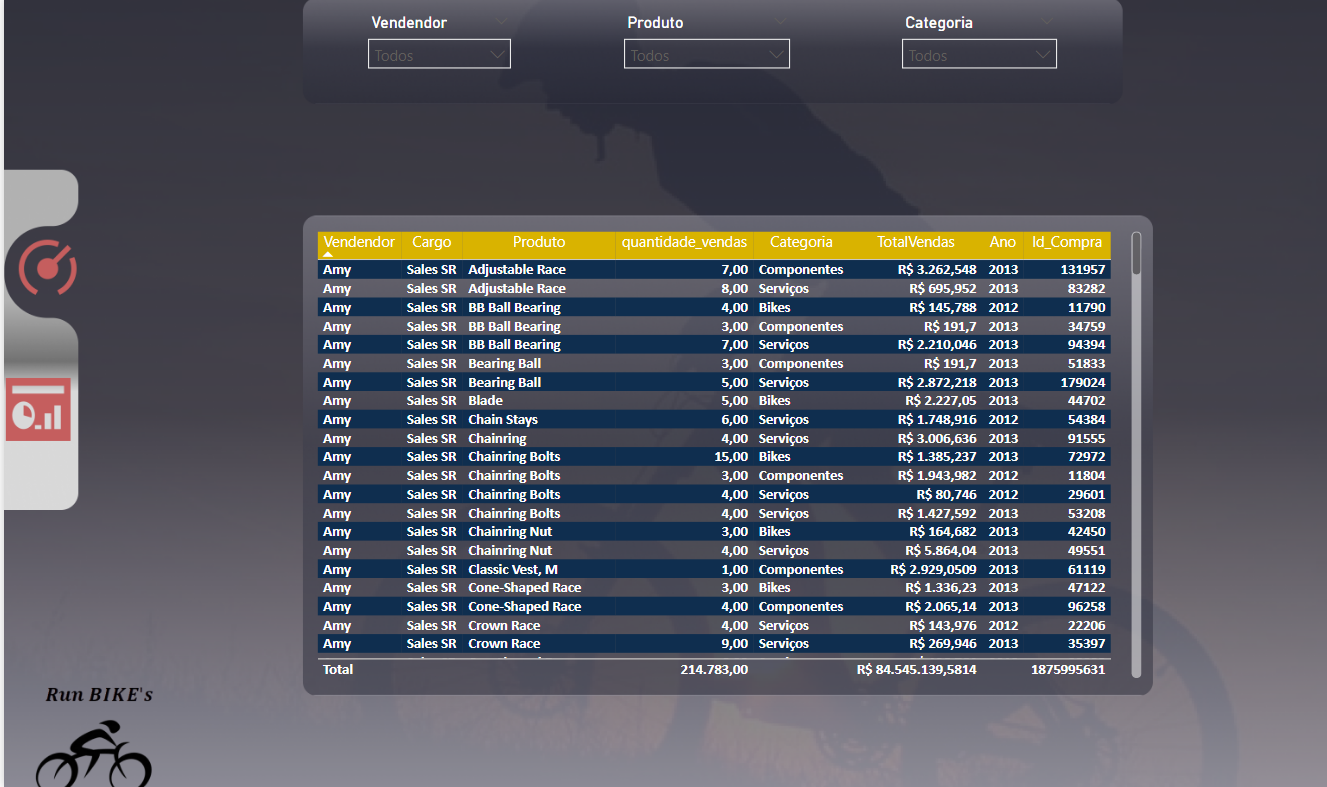 Vendendor Produto Categoria
Todos Todos Todos
Vendendor Cargo Produto quantidade_vendas Categoria TotalVendas Ano Id_Compra
Amy Sales SR Adjustable Race 7,00 Componentes R$ 3.262,548 2013 131957
Amy Sales SR Adjustable Race 8,00 Serviços R$ 695,952 2013 83282
Amy Sales SR BB Ball Bearing 4,00 Bikes R$ 145,788 2012 11790
Amy Sales SR BB Ball Bearing 3,00 Componentes R$ 191,7 2013 34759
Amy Sales SR BB Ball Bearing 7,00 Serviços R$ 2.210,046 2013 94394
Amy Sales SR Bearing Ball 3,00 Componentes R$ 191,7 2013 51833
Amy Sales SR Bearing Ball 5,00 Serviços R$ 2.872,218 2013 179024
Amy Sales SR Blade 5,00 Bikes R$ 2.227,05 2013 44702
Amy Sales SR Chain Stays 6,00 Serviços R$ 1.748,916 2012 54384
Amy Sales SR Chainring 4,00 Serviços R$ 3.006,636 2013 91555
Amy Sales SR Chainring Bolts 15,00 Bikes R$ 1.385,237 2013 72972
Amy Sales SR Chainring Bolts 3,00 Componentes R$ 1.943,982 2012 11804
Amy Sales SR Chainring Bolts 4,00 Serviços R$ 80,746 2012 29601
Amy Sales SR Chainring Bolts 4,00 Serviços R$ 1.427,592 2013 53208
Amy Sales SR Chainring Nut 3,00 Bikes R$ 164,682 2013 42450
Amy Sales SR Chainring Nut 4,00 Serviços R$ 5.864,04 2013 49551
Amy Sales SR Classic Vest, M 1,00 Componentes R$ 2.929,0509 2013 61119
Amy Sales SR Cone-Shaped Race 3,00 Bikes R$ 1.336,23 2013 47122
Amy Sales SR Cone-Shaped Race 4,00 Componentes R$ 2.065,14 2013 96258
Amy Sales SR Crown Race 4,00 Serviços R$ 143,976 2012 22206
Amy Sales SR Crown Race 9,00 Serviços R$ 269,946 2013 35397
Total 214.783,00 R$ 84.545.139,5814 1875995631
Run BIKE's